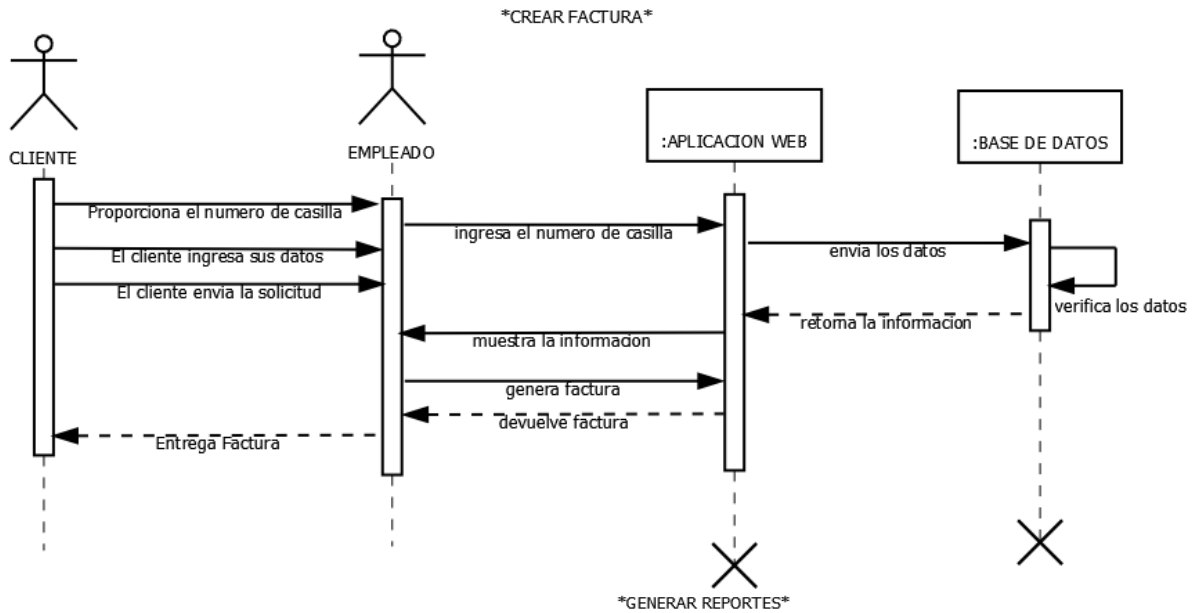 *CREAR FACTURA*
CLIENTE
EMPLEADO
:APLICACION WEB
:BASE DE DATOS
Proporciona el numero de casilla
ingresa el numero de casilla
envia los datos
El cliente ingresa sus datos
El cliente envia la solicitud
verifica los datos
retorna la informacion
muestra la informacion
genera factura
devuelve factura
Entrega Factura
*GENERAR REPORTES*